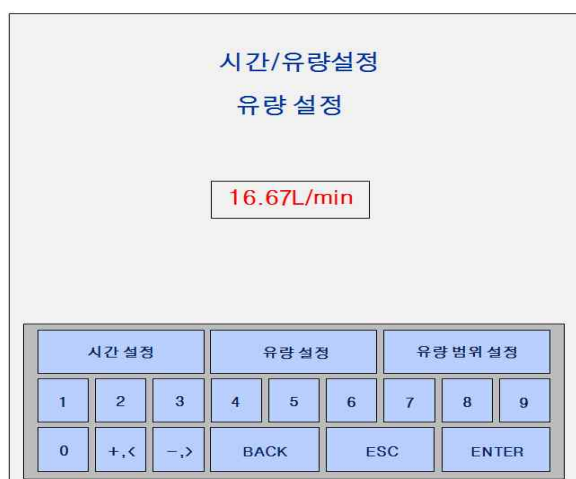 시간/유량설정
유량 설정
16.67L/min
시간 설정 유량 설정 유량 범위 설정
1 2 3 4 5 6 7 8 9
0 +,< -,> BACK ESC ENTER